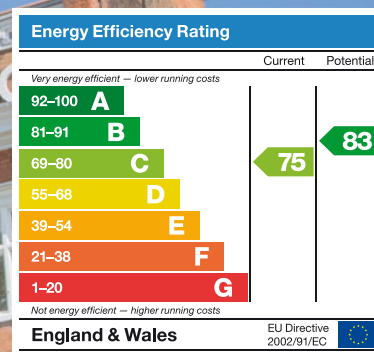 Energy Efficiency Rating
Current Potential
Very energy efficient — lower running costs
92–100 A
81–91 B
83
69–80 C
75
55–68 D
39–54 E
21–38 F
1–20 G
Not energy efficient — higher running costs
England & Wales
EU Directive
2002/91/EC